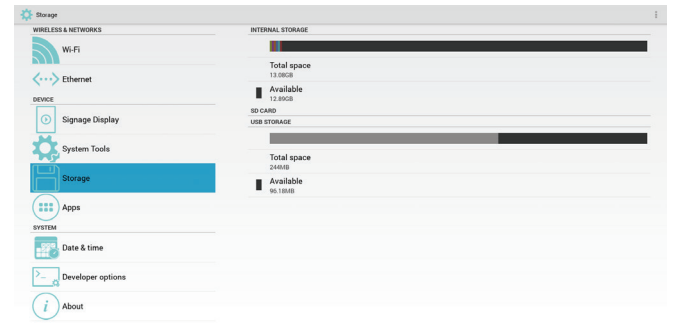 Storage
WIRELESS & NETWORKS
Wi-Fi
Ethernet
DEVICE
Signage Display
System Tools
Storage
Apps
SYSTEM
Date & time
Developer options
About
INTERNAL STORAGE
Total space
13.08GB
Available
12.89GB
SD CARD
USB STORAGE
Total space
244MB
Available
96.18MB